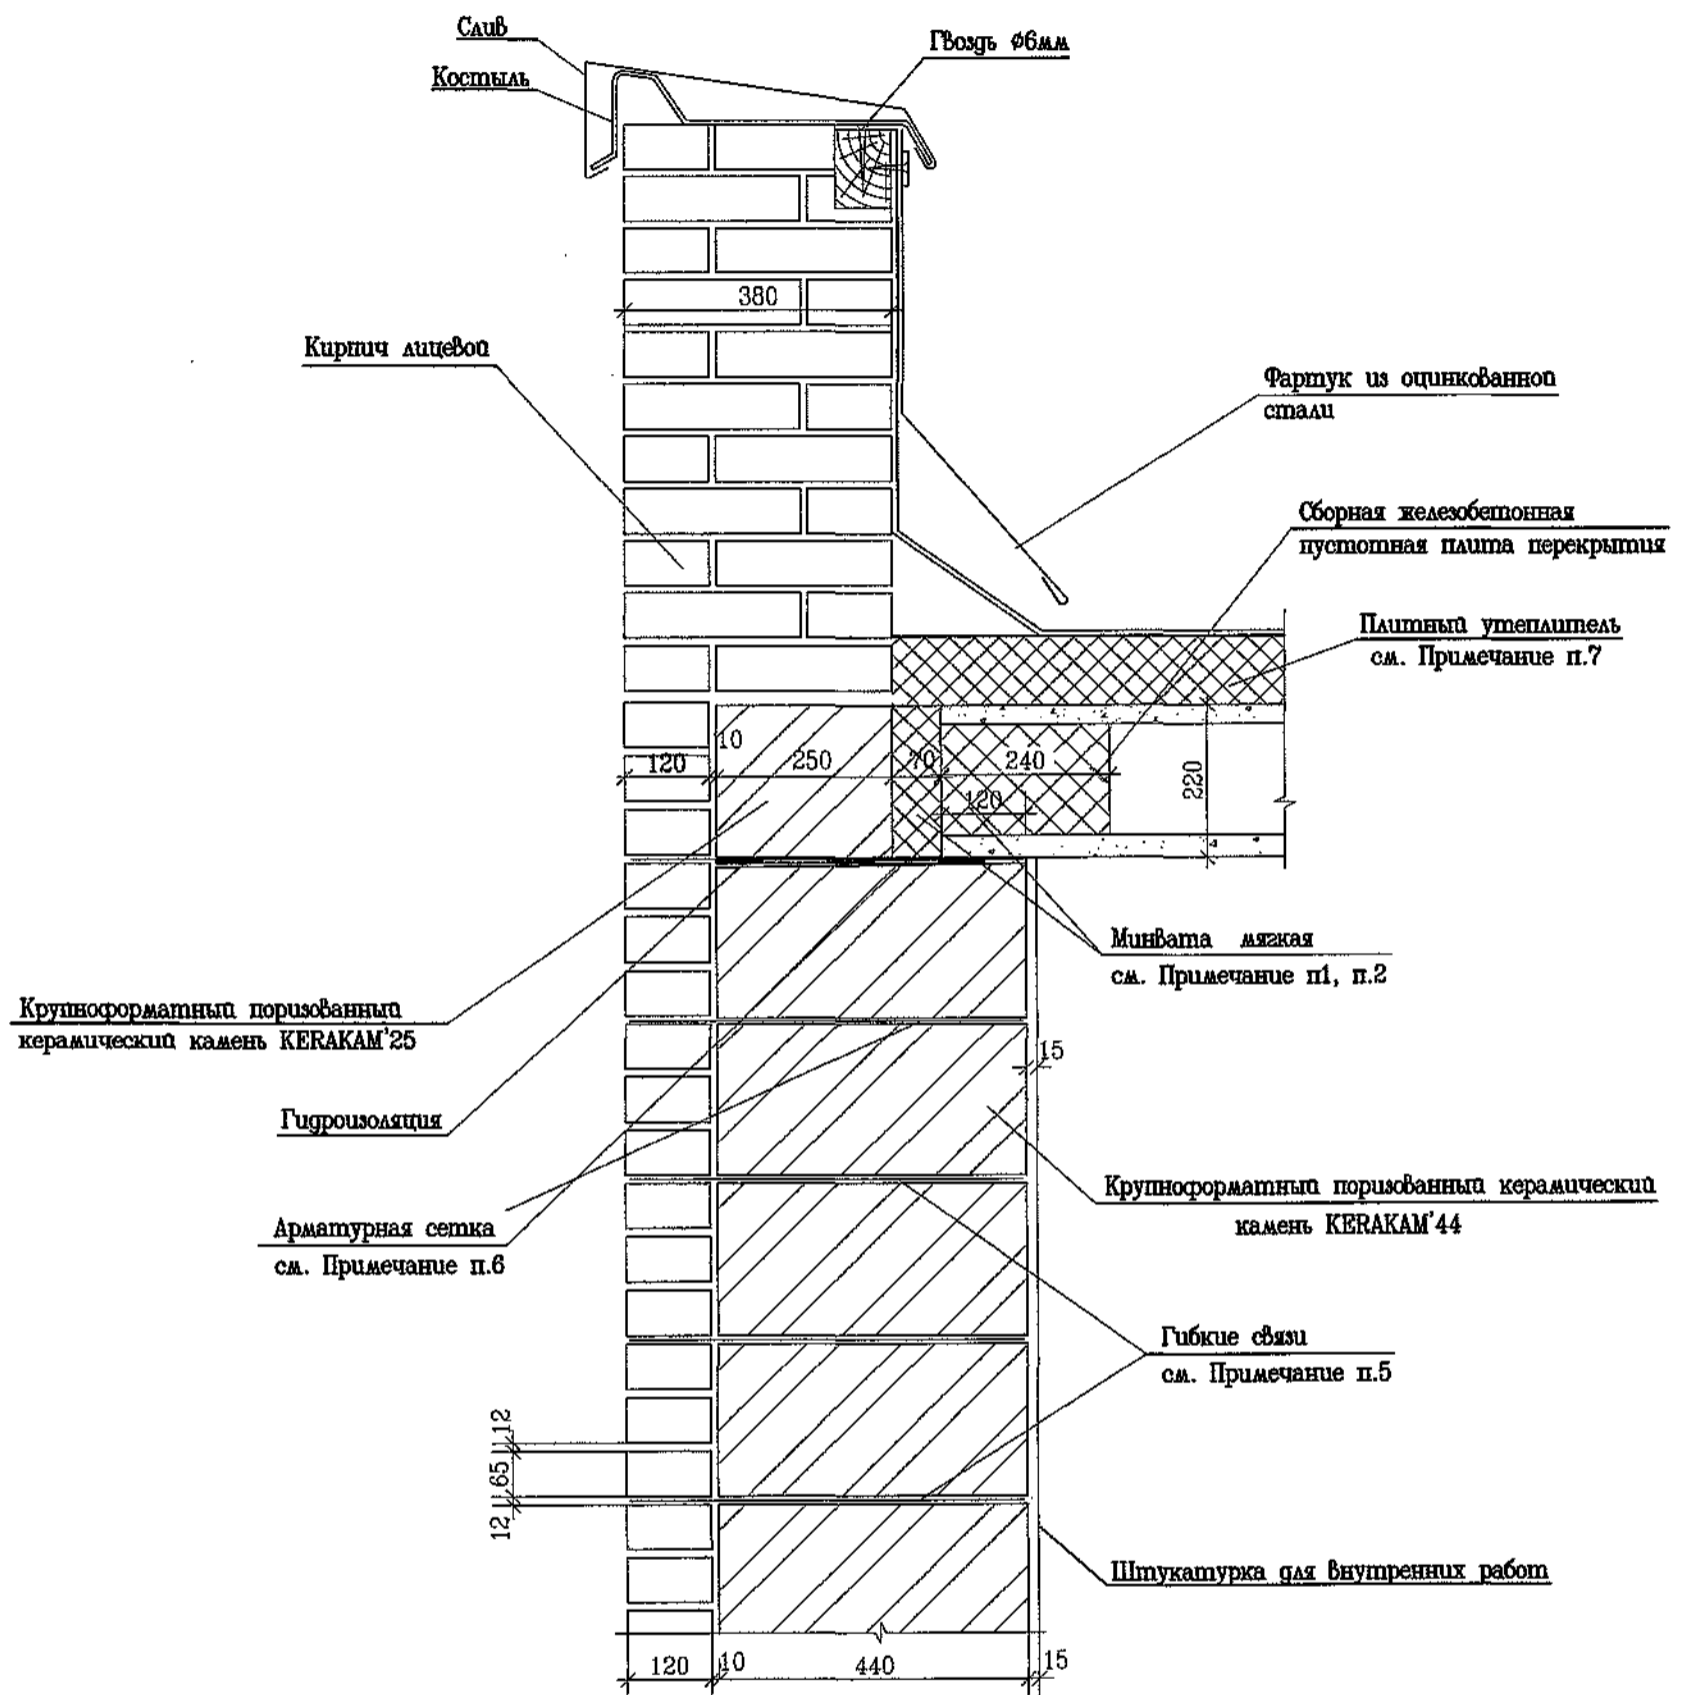 Слив
Гвоздь ϕ6мм
Костыль
380
Кирпич лицевой
Фартук из оцинкованной
стали
Сборная железобетонная
пустотная плита перекрытия
Плитный утеплитель
см. Примечание п.7
10
120
250
70
240
220
120
Минвата мягкая
см. Примечание п1, п.2
Крупноформатный поризованный
керамический камень KERAKAM'25
15
Гидроизоляция
Крупноформатный поризованный керамический
камень KERAKAM'44
Арматурная сетка
см. Примечание п.6
Гибкие связи
см. Примечание п.5
12
65
12
Штукатурка для внутренних работ
120
10
440
15